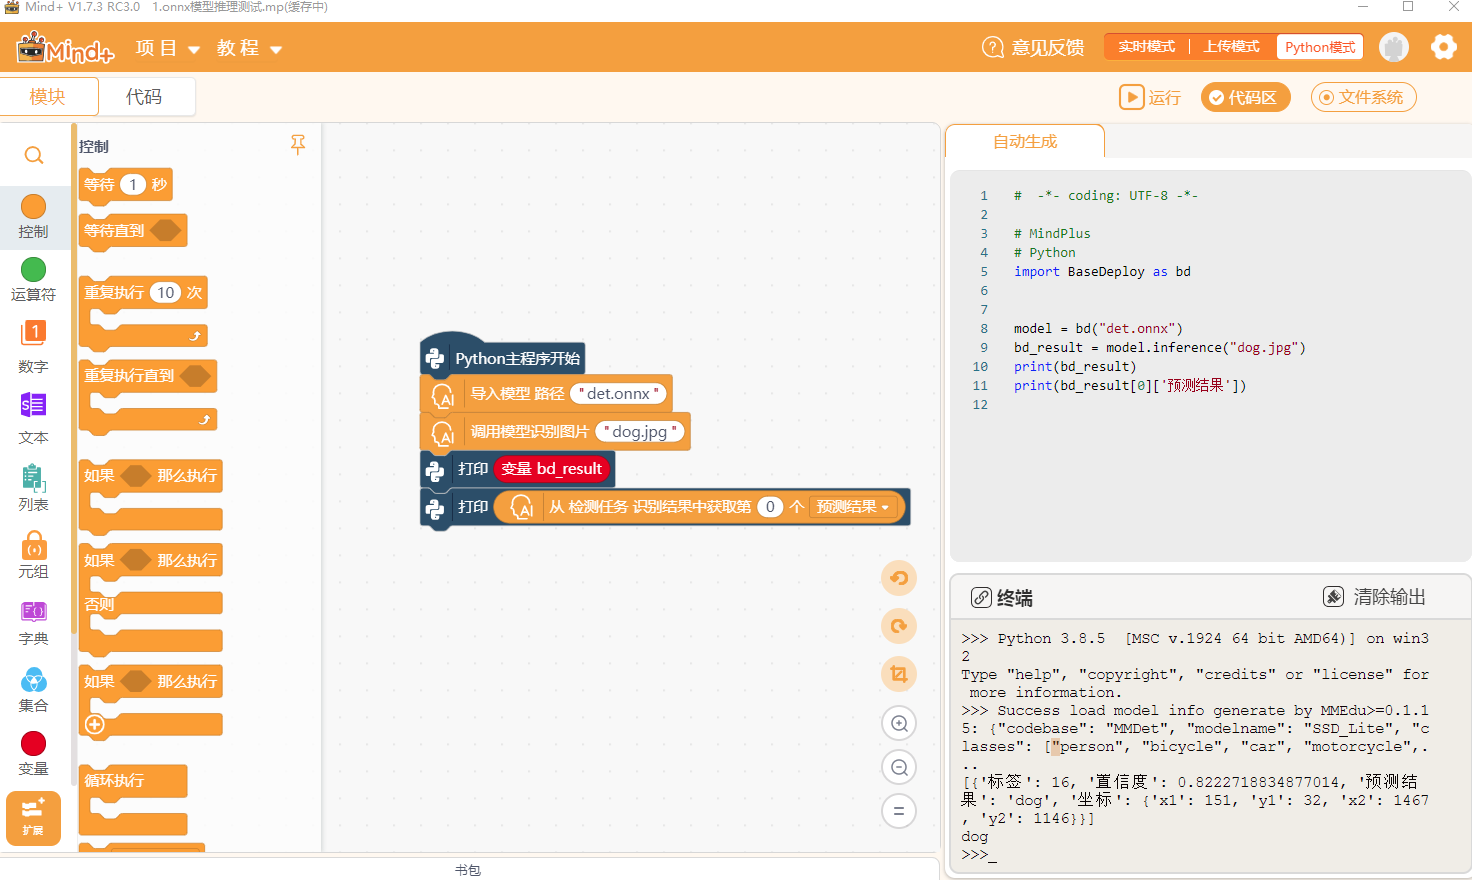 Mind+ V1.7.3 RC3.0 1.onnx模型推理测试.mp(缓存中)
Mind+ 项目 教程 意见反馈 实时模式 上传模式 Python模式
模块 代码 运行 代码区 文件系统
控制
运算符
数字
文本
列表
元组
字典
集合
变量
扩展
控制
等待 1 秒
等待直到
重复执行 10 次
重复执行直到
如果 那么执行
如果 那么执行
否则
如果 那么执行
循环执行
Python主程序开始
导入模型 路径 "det.onnx"
调用模型识别图片 "dog.jpg"
打印 变量 bd_result
打印 从 检测任务 识别结果中获取第 0 个 预测结果
书包
自动生成
1 # -*- coding: UTF-8 -*-
2
3 # MindPlus
4 # Python
5 import BaseDeploy as bd
6
7
8 model = bd("det.onnx")
9 bd_result = model.inference("dog.jpg")
10 print(bd_result)
11 print(bd_result[0]['预测结果'])
12
终端 清除输出
>>> Python 3.8.5 [MSC v.1924 64 bit AMD64)] on win3
2
Type "help", "copyright", "credits" or "license" for
more information.
>>> Success load model info generate by MMEdu>=0.1.1
5: {"codebase": "MMDet", "modelname": "SSD_Lite", "c
lasses": ["person", "bicycle", "car", "motorcycle",.
..
[{'标签': 16, '置信度': 0.8222718834877014, '预测结
果': 'dog', '坐标': {'x1': 151, 'y1': 32, 'x2': 1467
, 'y2': 1146}}]
dog
>>>_